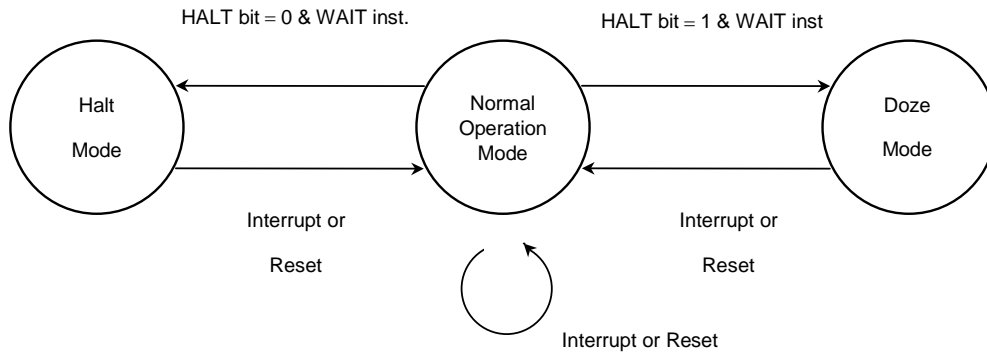 HALT bit = 0 & WAIT inst.
HALT bit = 1 & WAIT inst
Halt
Mode
Normal
Operation
Mode
Doze
Mode
Interrupt or
Reset
Interrupt or
Reset
Interrupt or Reset